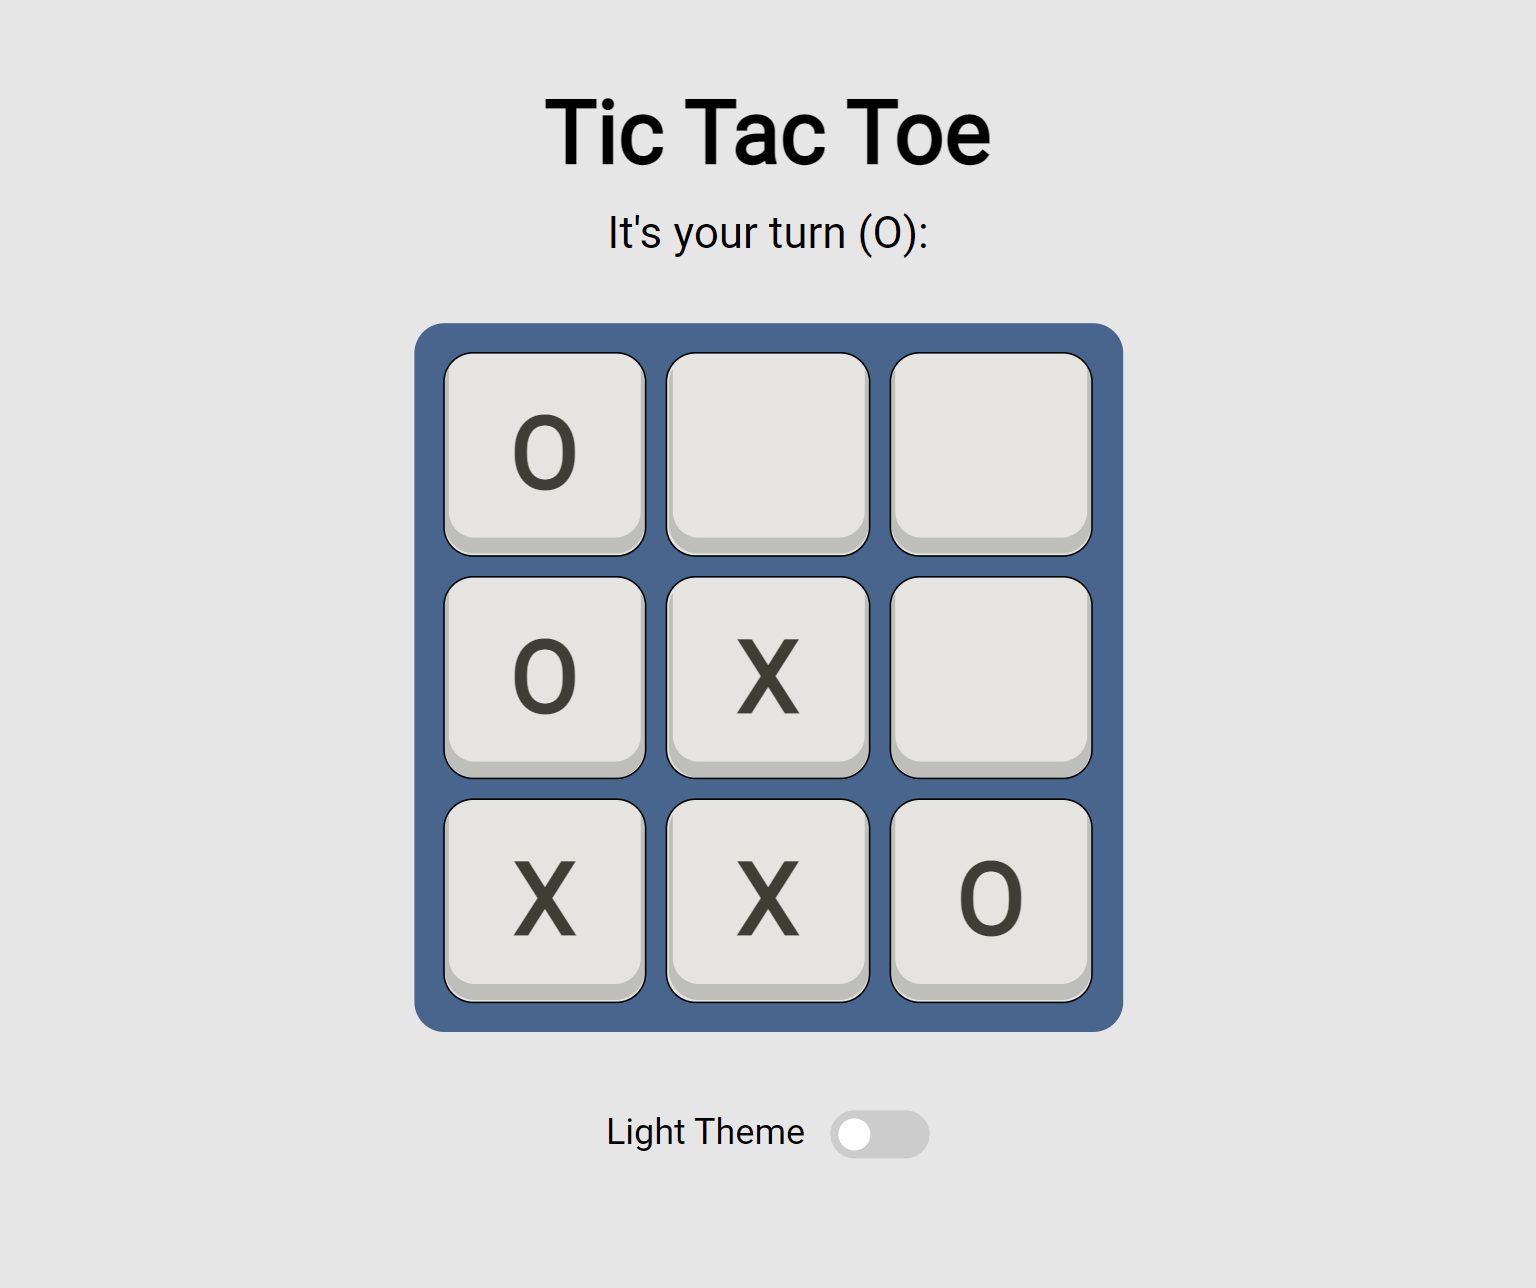 Tic Tac Toe
It's your turn (O):
O
O X
X X O
Light Theme